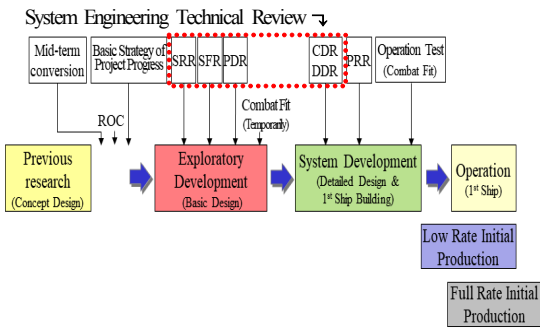 System Engineering Technical Review
Mid-term
conversion
Basic Strategy of
Project Progress
SRR
SFR
PDR
CDR
DDR
PRR
Operation Test
(Combat Fit)
ROC
Combat Fit
(Temporarily)
Previous
research
(Concept Design)
Exploratory
Development
(Basic Design)
System Development
(Detailed Design &
1st Ship Building)
Operation
(1st Ship)
Low Rate Initial
Production
Full Rate Initial
Production